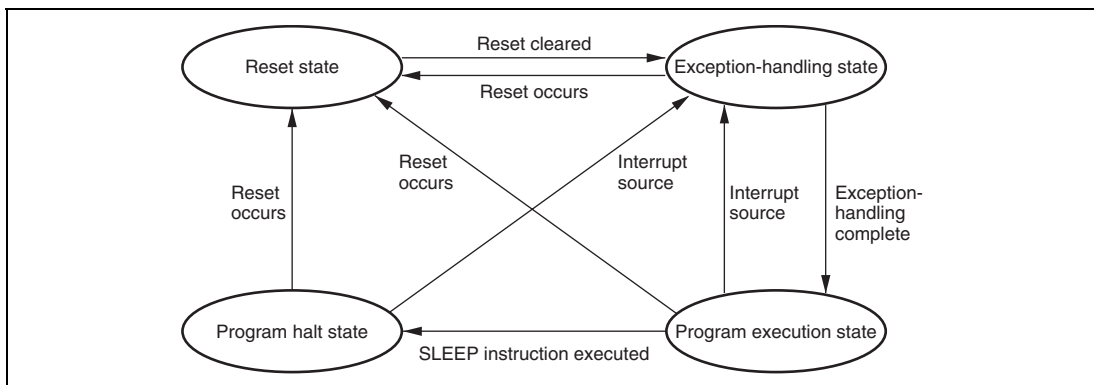 Reset cleared
Reset state
Exception-handling state
Reset occurs
Reset
occurs
Interrupt
source
Reset
occurs
Interrupt
source
Exception-
handling
complete
Program halt state
Program execution state
SLEEP instruction executed